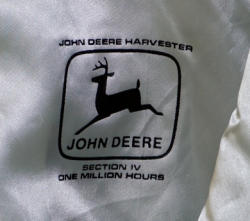 JOHN DEERE HARVESTER
JOHN DEERE
SECTION IV
ONE MILLION HOURS